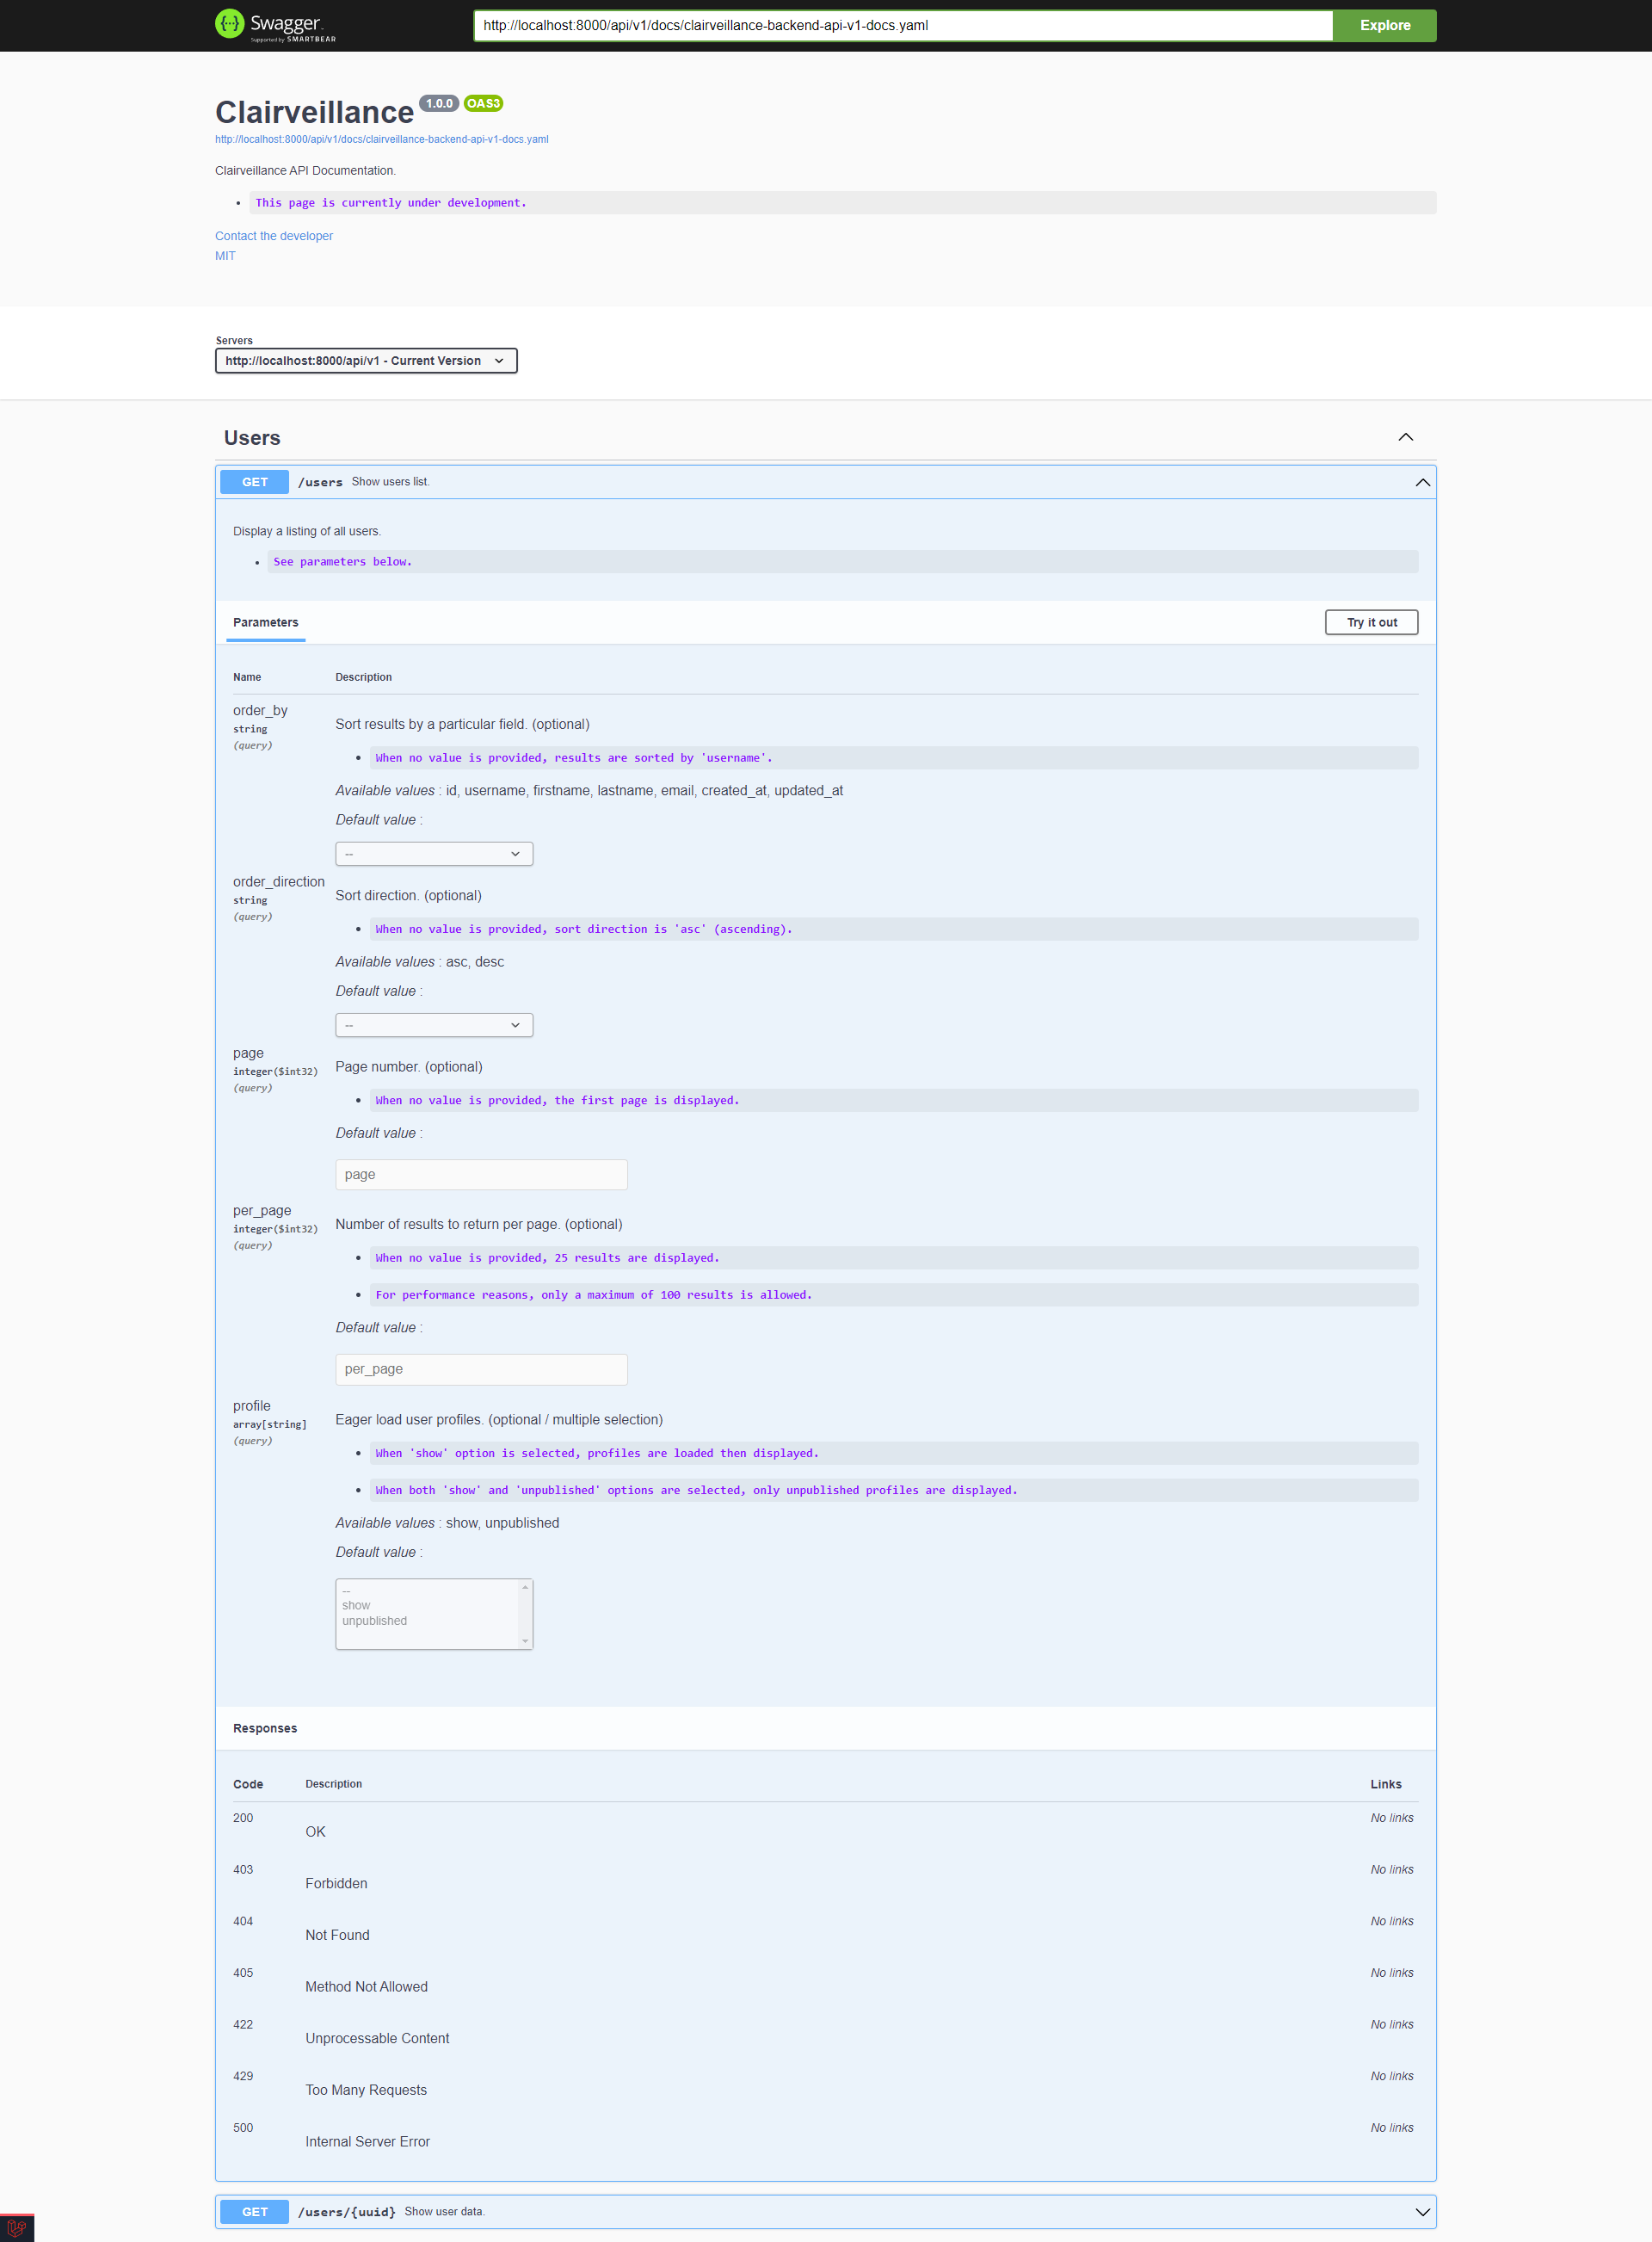 Swagger.
Supported by SMARTBEAR
http://localhost:8000/api/v1/docs/clairveillance-backend-api-v1-docs.yaml
Explore
Clairveillance 1.0.0 OAS3
http://localhost:8000/api/v1/docs/clairveillance-backend-api-v1-docs.yaml
Clairveillance API Documentation.
This page is currently under development.
Contact the developer
MIT
Servers
http://localhost:8000/api/v1 - Current Version
Users
GET /users Show users list.
Display a listing of all users.
See parameters below.
Parameters
Try it out
Name Description
order_by
string
(query)
Sort results by a particular field. (optional)
When no value is provided, results are sorted by 'username'.
Available values : id, username, firstname, lastname, email, created_at, updated_at
Default value :
--
order_direction
string
(query)
Sort direction. (optional)
When no value is provided, sort direction is 'asc' (ascending).
Available values : asc, desc
Default value :
--
page
integer($int32)
(query)
Page number. (optional)
When no value is provided, the first page is displayed.
Default value :
page
per_page
integer($int32)
(query)
Number of results to return per page. (optional)
When no value is provided, 25 results are displayed.
For performance reasons, only a maximum of 100 results is allowed.
Default value :
per_page
profile
array[string]
(query)
Eager load user profiles. (optional / multiple selection)
When 'show' option is selected, profiles are loaded then displayed.
When both 'show' and 'unpublished' options are selected, only unpublished profiles are displayed.
Available values : show, unpublished
Default value :
--
show
unpublished
Responses
Code Description Links
200 OK No links
403 Forbidden No links
404 Not Found No links
405 Method Not Allowed No links
422 Unprocessable Content No links
429 Too Many Requests No links
500 Internal Server Error No links
GET /users/{uuid} Show user data.